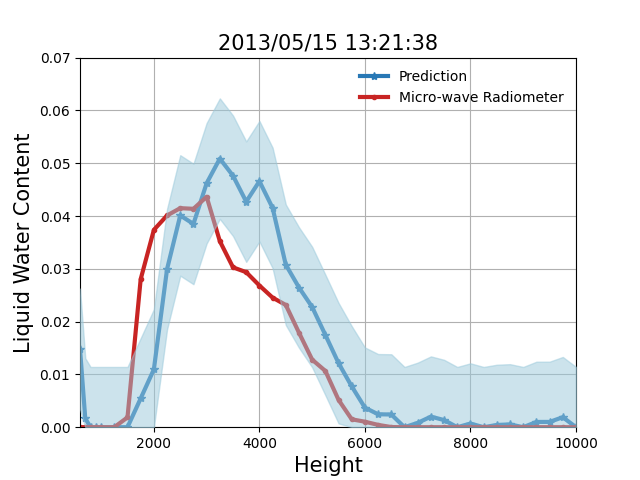 2013/05/15 13:21:38
Prediction
Micro-wave Radiometer
Liquid Water Content
0.07
0.06
0.05
0.04
0.03
0.02
0.01
0.00
2000 4000 6000 8000 10000
Height